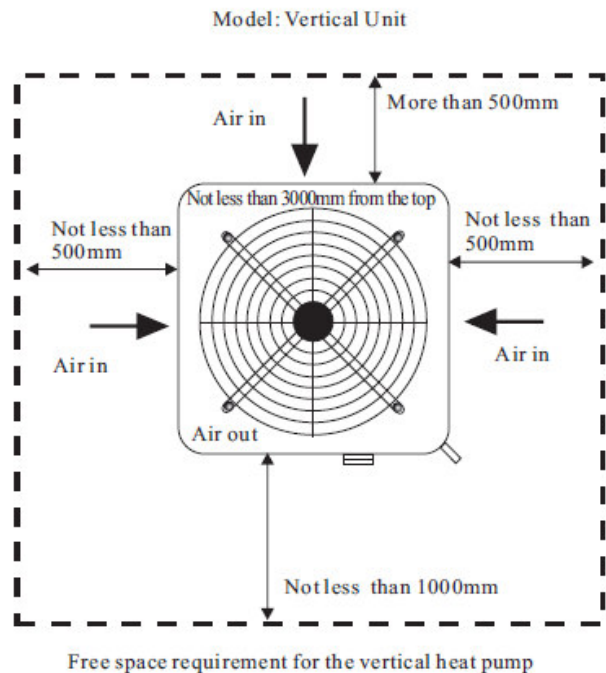 Model: Vertical Unit
Air in
More than 500mm
Not less than 3000mm from the top
Not less than
500mm
Not less than
500mm
Air in
Air in
Air out
Not less than 1000mm
Free space requirement for the vertical heat pump